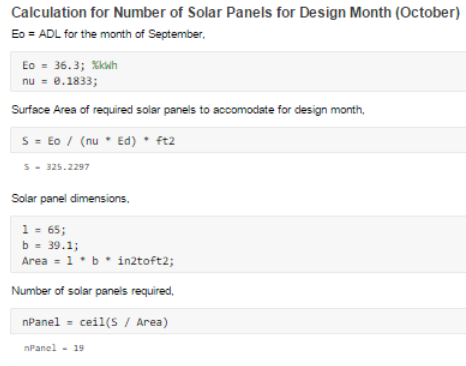 Calculation for Number of Solar Panels for Design Month (October)
Eo = ADL for the month of September,
Eo = 36.3; %kWh
nu = 0.1833;
Surface Area of required solar panels to accomodate for design month,
S = Eo / (nu * Ed) * ft2
S = 325.2297
Solar panel dimensions,
l = 65;
b = 39.1;
Area = l * b * in2toft2;
Number of solar panels required,
nPanel = ceil(S / Area)
nPanel = 19